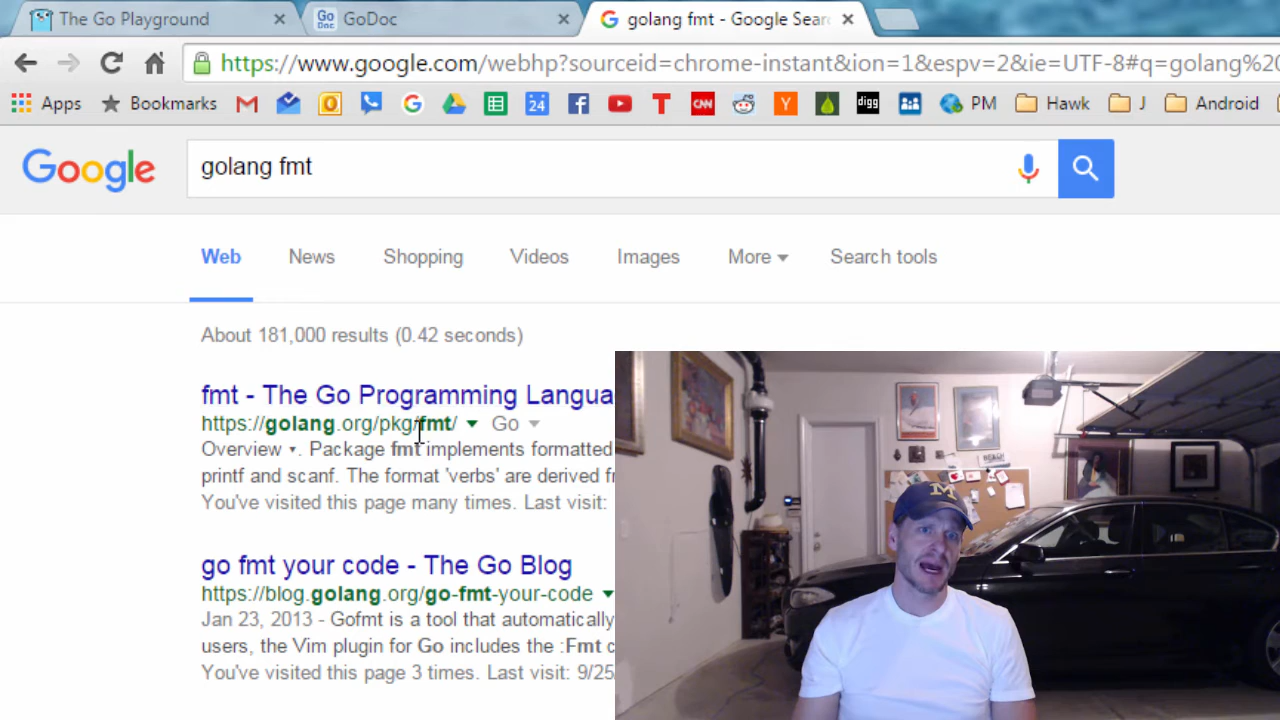 The Go Playground
Go Doc GoDoc
golang fmt - Google Sear
https://www.google.com/webhp?sourceid=chrome-instant&ion=1&espv=2&ie=UTF-8#q=golang%20
Apps Bookmarks 24 CNN Y digg PM Hawk J Android
Google golang fmt
Web News Shopping Videos Images More Search tools
About 181,000 results (0.42 seconds)
fmt - The Go Programming Langua
https://golang.org/pkg/fmt/ Go
Overview. Package fmt implements formatted
printf and scanf. The format 'verbs' are derived f
You've visited this page many times. Last visit:
go fmt your code - The Go Blog
https://blog.golang.org/go-fmt-your-code
Jan 23, 2013 - Gofmt is a tool that automatically
users, the Vim plugin for Go includes the :Fmt c
You've visited this page 3 times. Last visit: 9/25
M